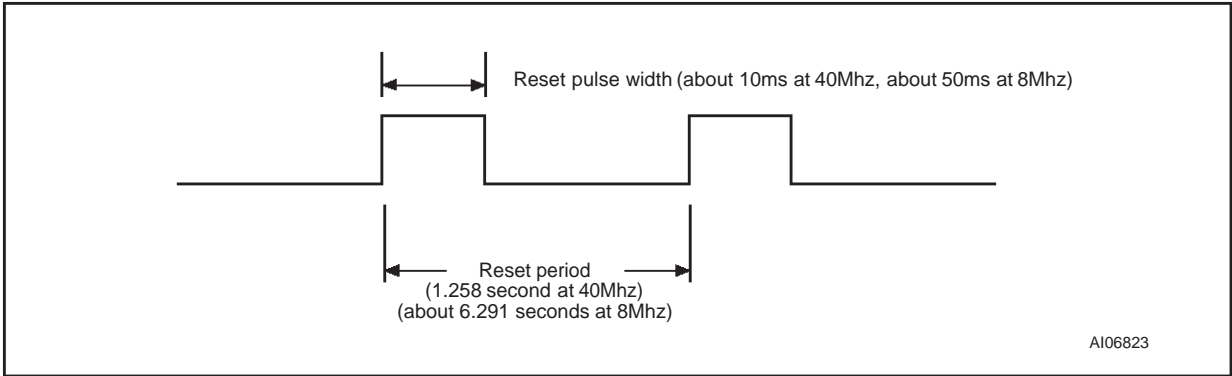 Reset pulse width (about 10ms at 40Mhz, about 50ms at 8Mhz)
Reset period
(1.258 second at 40Mhz)
(about 6.291 seconds at 8Mhz)
AI06823